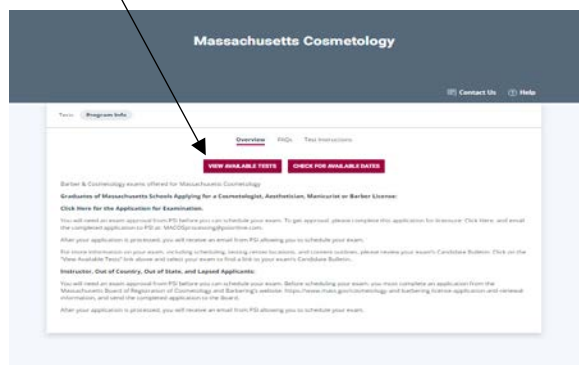 Massachusetts Cosmetology
Contact Us Help
Tests Program Info
Overview FAQs Test Instructions
VIEW AVAILABLE TESTS CHECK FOR AVAILABLE DATES
Barber & Cosmetology exams offered for Massachusetts Cosmetology
Graduates of Massachusetts Schools Applying for a Cosmetologist, Aesthetician, Manicurist or Barber License:
Click Here for the Application for Examination.
You will need an exam approval from PSI before you can schedule your exam. To get approval, please complete this application for licensure: Click Here, and email
the completed application to PSI at: MACOSprocessing@psionline.com.
After your application is processed, you will receive an email from PSI allowing you to schedule your exam.
For more information on your exam, including scheduling, testing center locations, and content outlines, please review your exam's Candidate Bulletin. Click on the
"View Available Tests" link above and select your exam to find a link to your exam's Candidate Bulletin.
Instructor, Out of Country, Out of State, and Lapsed Applicants:
You will need an exam approval from PSI before you can schedule your exam. Before scheduling your exam, you must complete an application from the
Massachusetts Board of Registration of Cosmetology and Barbering's website: https://www.mass.gov/cosmetology and barbering license application and renewal
information, and send the completed application to the Board.
After your application is processed, you will receive an email from PSI allowing you to schedule your exam.